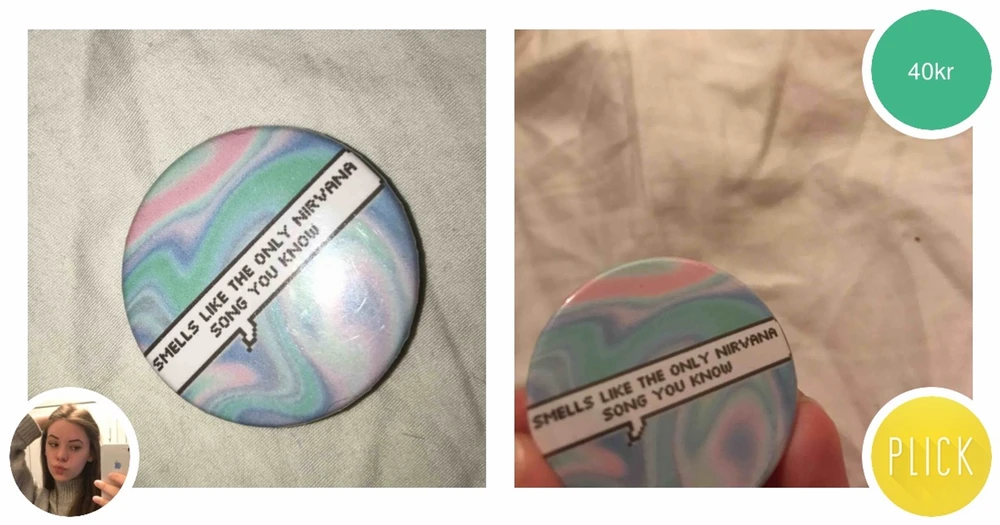 SMELLS LIKE THE ONLY NIRVANA
SONG YOU KNOW
SMELLS LIKE THE ONLY NIRVANA
SONG YOU KNOW
40kr
PLICK